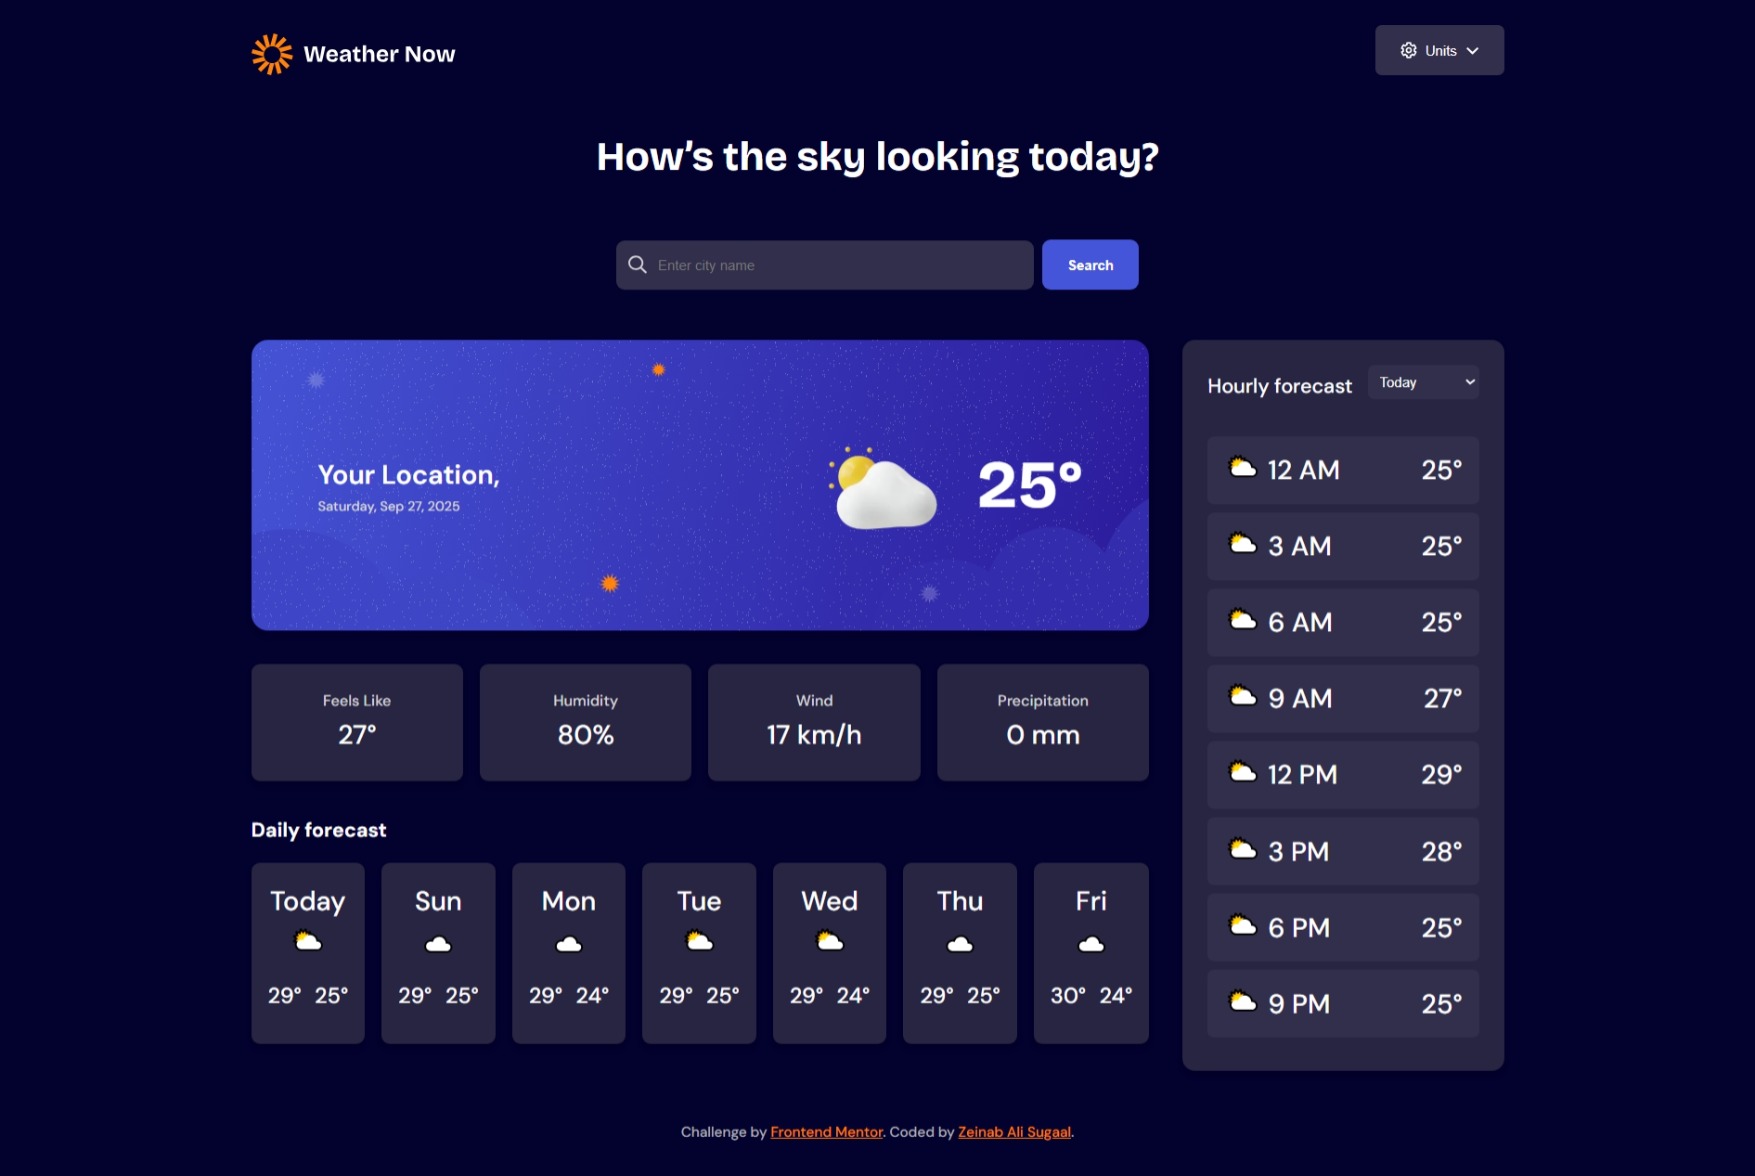 Weather Now
Units
How's the sky looking today?
Enter city name
Search
Your Location,
Saturday, Sep 27, 2025
25°
Feels Like
27°
Humidity
80%
Wind
17 km/h
Precipitation
0 mm
Daily forecast
Today
29° 25°
Sun
29° 25°
Mon
29° 24°
Tue
29° 25°
Wed
29° 24°
Thu
29° 25°
Fri
30° 24°
Hourly forecast
Today
12 AM 25°
3 AM 25°
6 AM 25°
9 AM 27°
12 PM 29°
3 PM 28°
6 PM 25°
9 PM 25°
Challenge by Frontend Mentor. Coded by Zeinab Ali Sugaal.